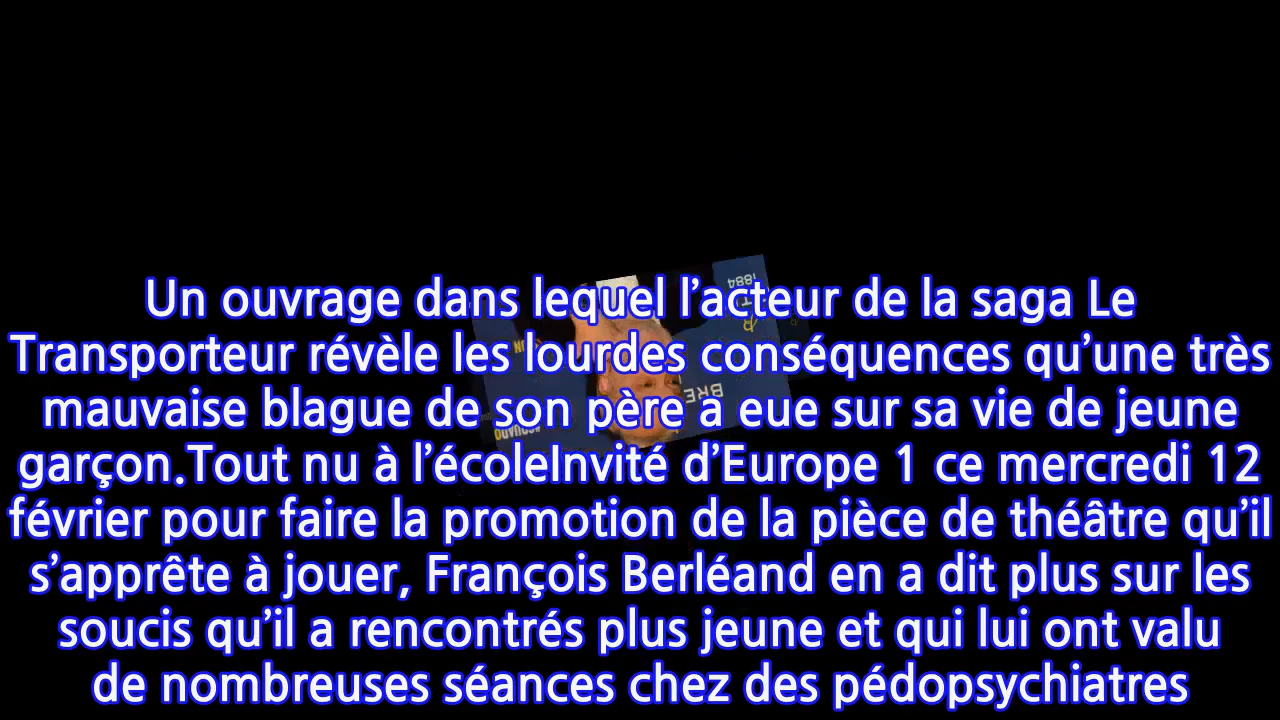 Un ouvrage dans lequel l’acteur de la saga Le
Transporteur révèle les lourdes conséquences qu’une très
mauvaise blague de son père a eue sur sa vie de jeune
garçon.Tout nu à l’écoleInvité d’Europe 1 ce mercredi 12
février pour faire la promotion de la pièce de théâtre qu’il
s’apprête à jouer, François Berléand en a dit plus sur les
soucis qu’il a rencontrés plus jeune et qui lui ont valu
de nombreuses séances chez des pédopsychiatres
1884
BRE